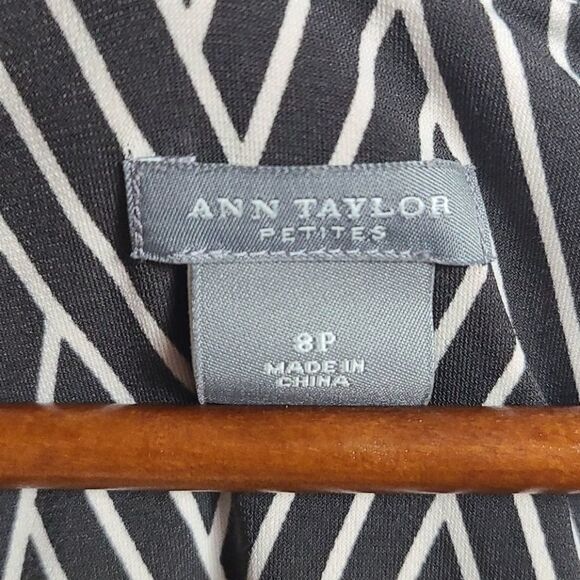 ANN TAYLOR
PETITES
8P
MADE IN
CHINA